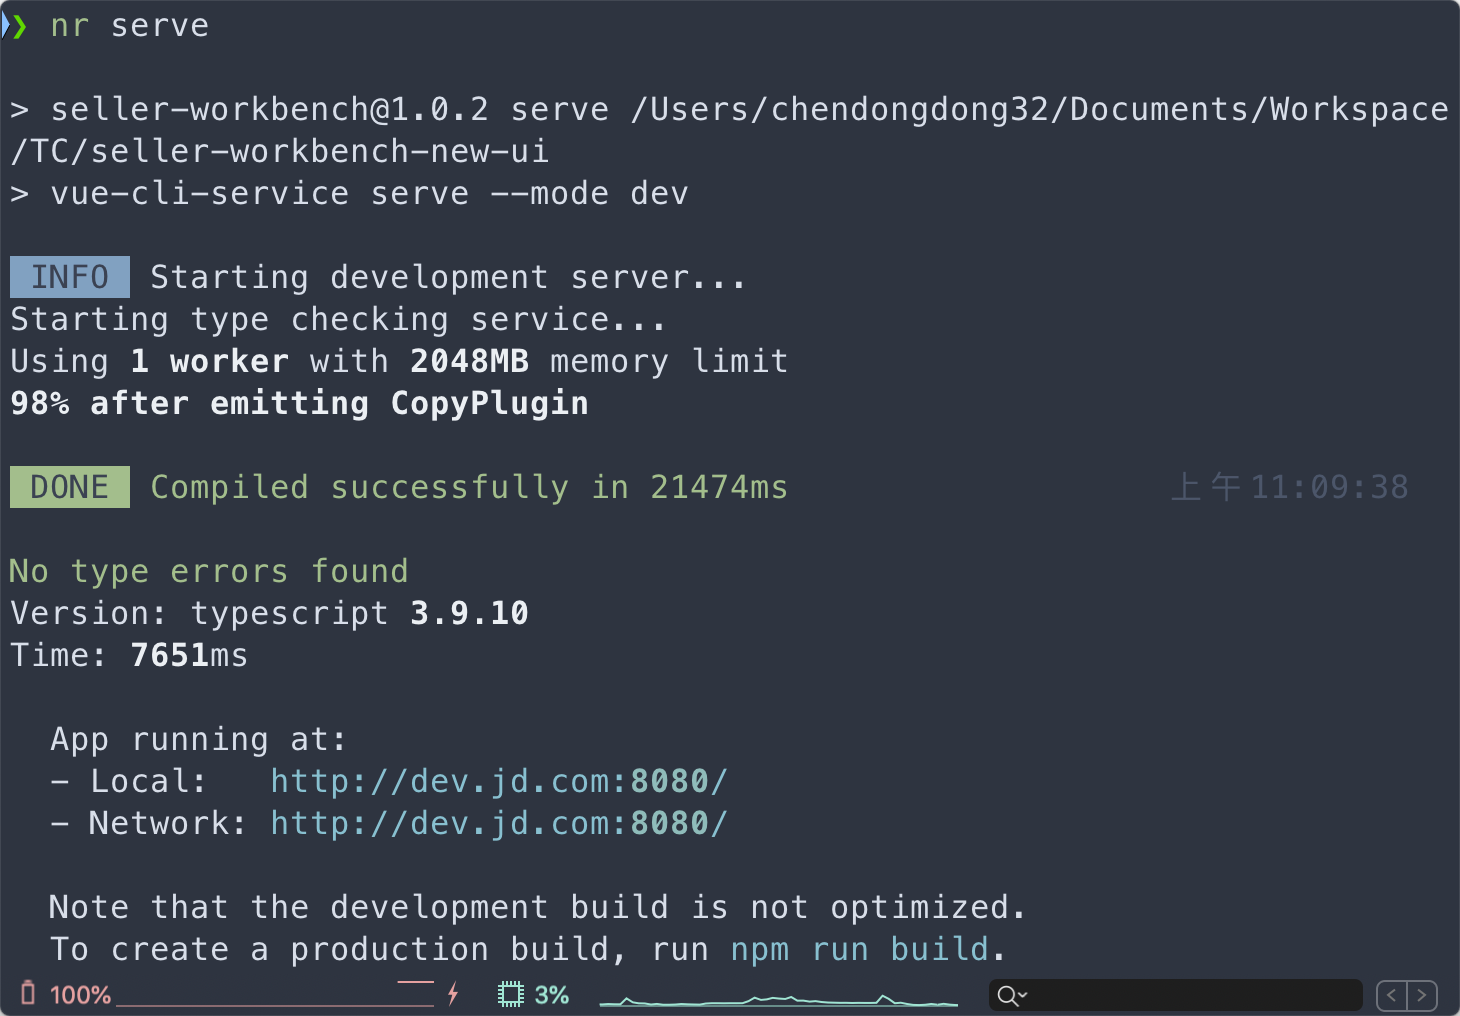 ❯ nr serve
> seller-workbench@1.0.2 serve /Users/chendongdong32/Documents/Workspace
/TC/seller-workbench-new-ui
> vue-cli-service serve --mode dev
INFO Starting development server...
Starting type checking service...
Using 1 worker with 2048MB memory limit
98% after emitting CopyPlugin
DONE Compiled successfully in 21474ms 上午11:09:38
No type errors found
Version: typescript 3.9.10
Time: 7651ms
App running at:
- Local: http://dev.jd.com:8080/
- Network: http://dev.jd.com:8080/
Note that the development build is not optimized.
To create a production build, run npm run build.
100% 3%